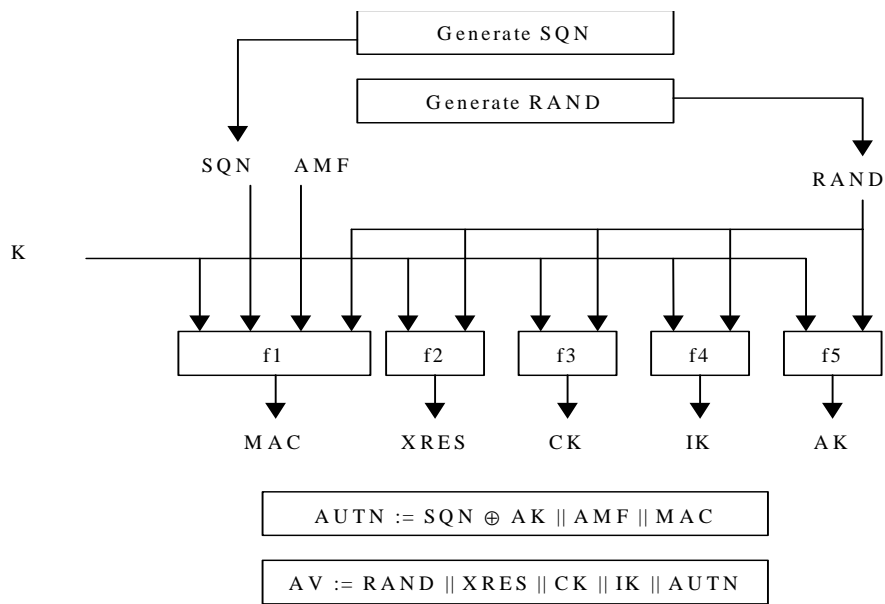 Generate SQN
Generate RAND
SQN AMF
RAND
K
f1 f2 f3 f4 f5
MAC XRES CK IK AK
AUTN := SQN ⊕ AK || AMF || MAC
AV := RAND || XRES || CK || IK || AUTN